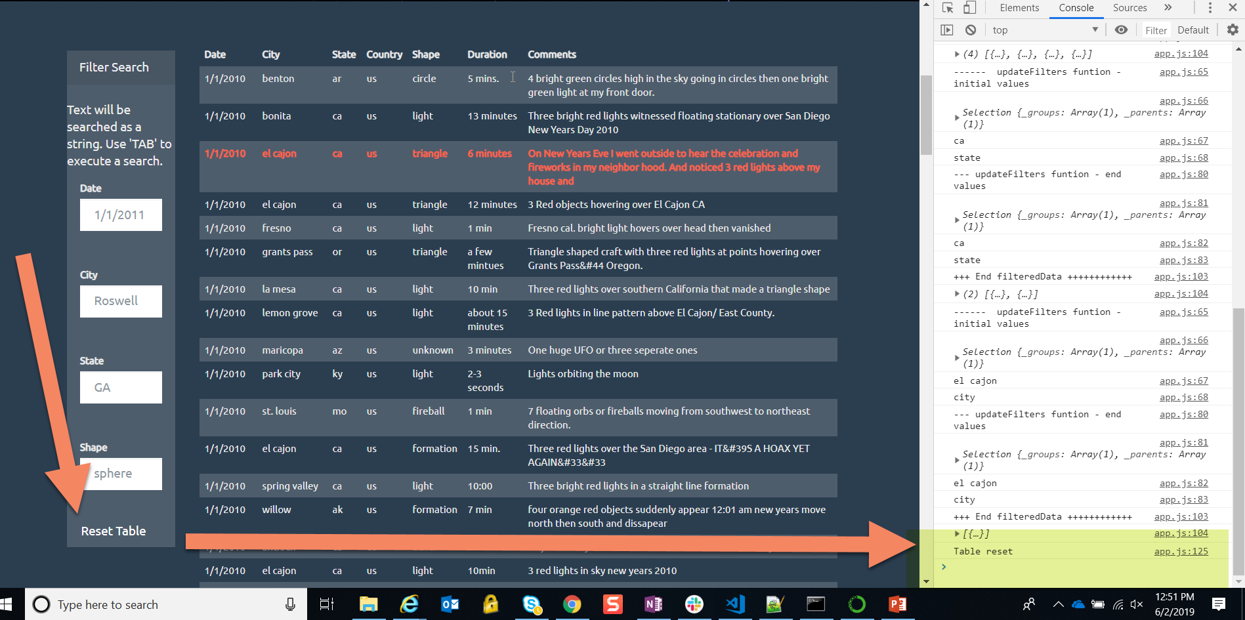 Filter Search
Text will be
searched as a
string. Use 'TAB' to
execute a search.
Date
1/1/2011
City
Roswell
State
GA
Shape
sphere
Reset Table
Date City State Country Shape Duration Comments
1/1/2010 benton ar us circle 5 mins. 4 bright green circles high in the sky going in circles then one bright
green light at my front door.
1/1/2010 bonita ca us light 13 minutes Three bright red lights witnessed floating stationary over San Diego
New Years Day 2010
1/1/2010 el cajon ca us triangle 6 minutes On New Years Eve I went outside to hear the celebration and
fireworks in my neighbor hood. And noticed 3 red lights above my
house and
1/1/2010 el cajon ca us triangle 12 minutes 3 Red objects hovering over El Cajon CA
1/1/2010 fresno ca us light 1 min Fresno cal. bright light hovers over head then vanished
1/1/2010 grants pass or us triangle a few Triangle shaped craft with three red lights at points hovering over
mintues Grants Pass&#44 Oregon.
1/1/2010 la mesa ca us light 10 min Three red lights over southern California that made a triangle shape
1/1/2010 lemon grove ca us light about 15 3 Red lights in line pattern above El Cajon/ East County.
minutes
1/1/2010 maricopa az us unknown 3 minutes One huge UFO or three seperate ones
1/1/2010 park city ky us light 2-3 Lights orbiting the moon
seconds
1/1/2010 st. louis mo us fireball 1 min 7 floating orbs or fireballs moving from southwest to northeast
direction.
1/1/2010 el cajon ca us formation 15 min. Three red lights over the San Diego area - IT&#39S A HOAX YET
AGAIN&#33&#33
1/1/2010 spring valley ca us light 10:00 Three bright red lights in a straight line formation
1/1/2010 willow ak us formation 7 min four orange red objects suddenly appear 12:01 am new years move
north then south and dissapear
1/1/2010 el cajon ca us light 10min 3 red lights in sky new years 2010
Elements Console Sources »
top Filter Default
(4) [{…}, {…}, {…}, {…}] app.js:104
------ updateFilters funtion - app.js:65
initial values
app.js:66
Selection {_groups: Array(1), _parents: Array
(1)}
ca app.js:67
state app.js:68
--- updateFilters funtion - end app.js:80
values
app.js:81
Selection {_groups: Array(1), _parents: Array
(1)}
ca app.js:82
state app.js:83
+++ End filteredData ++++++++++++ app.js:103
(2) [{…}, {…}] app.js:104
------ updateFilters funtion - app.js:65
initial values
app.js:66
Selection {_groups: Array(1), _parents: Array
(1)}
el cajon app.js:67
city app.js:68
--- updateFilters funtion - end app.js:80
values
app.js:81
Selection {_groups: Array(1), _parents: Array
(1)}
el cajon app.js:82
city app.js:83
+++ End filteredData ++++++++++++ app.js:103
[{…}] app.js:104
Table reset app.js:125
Type here to search
12:51 PM
6/2/2019